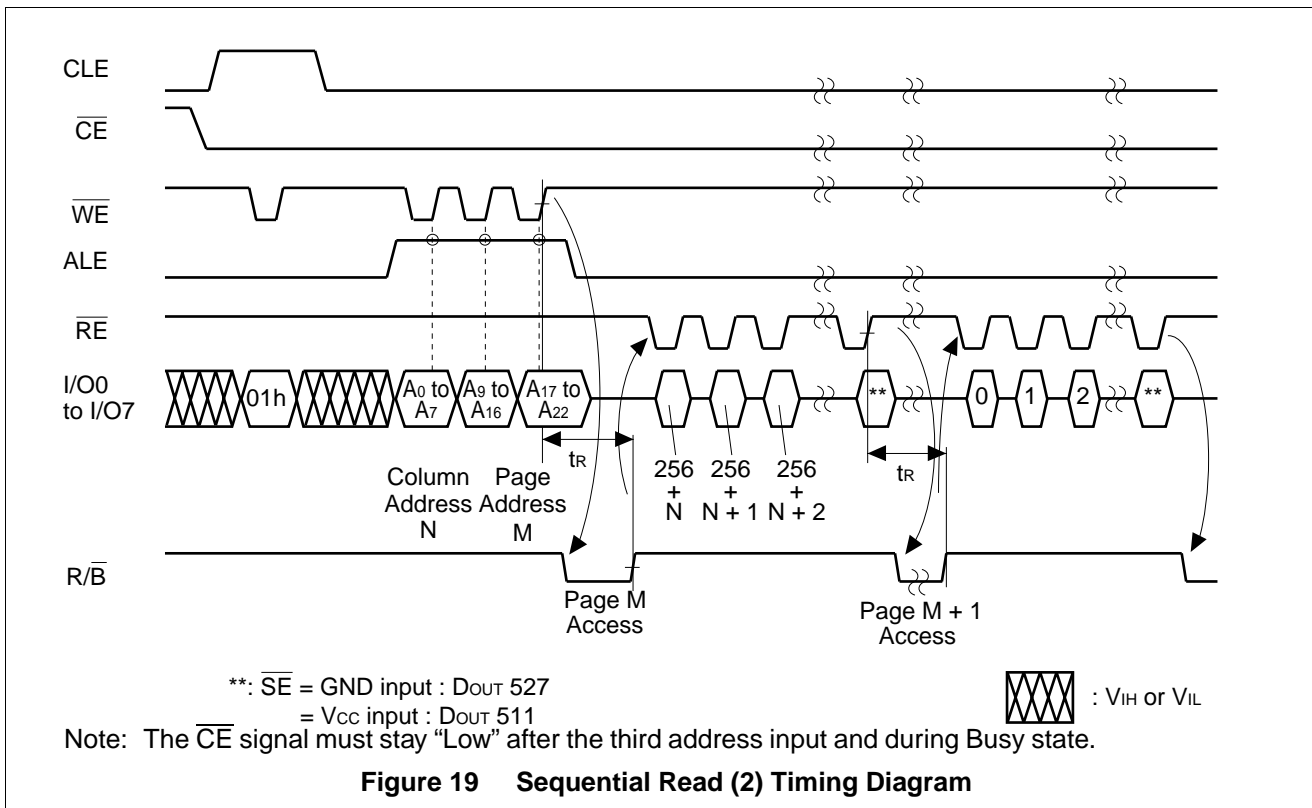 CLE
CE
WE
ALE
RE
I/O0
to I/O7
01h
A0 to
A7
A9 to
A16
A17 to
A22
**
0
1
2
**
tR
tR
Column
Address
N
Page
Address
M
256
+
N
256
+
N + 1
256
+
N + 2
R/B
Page M
Access
Page M + 1
Access
**: SE = GND input : DOUT 527
= VCC input : DOUT 511
: VIH or VIL
Note: The CE signal must stay “Low” after the third address input and during Busy state.
Figure 19 Sequential Read (2) Timing Diagram